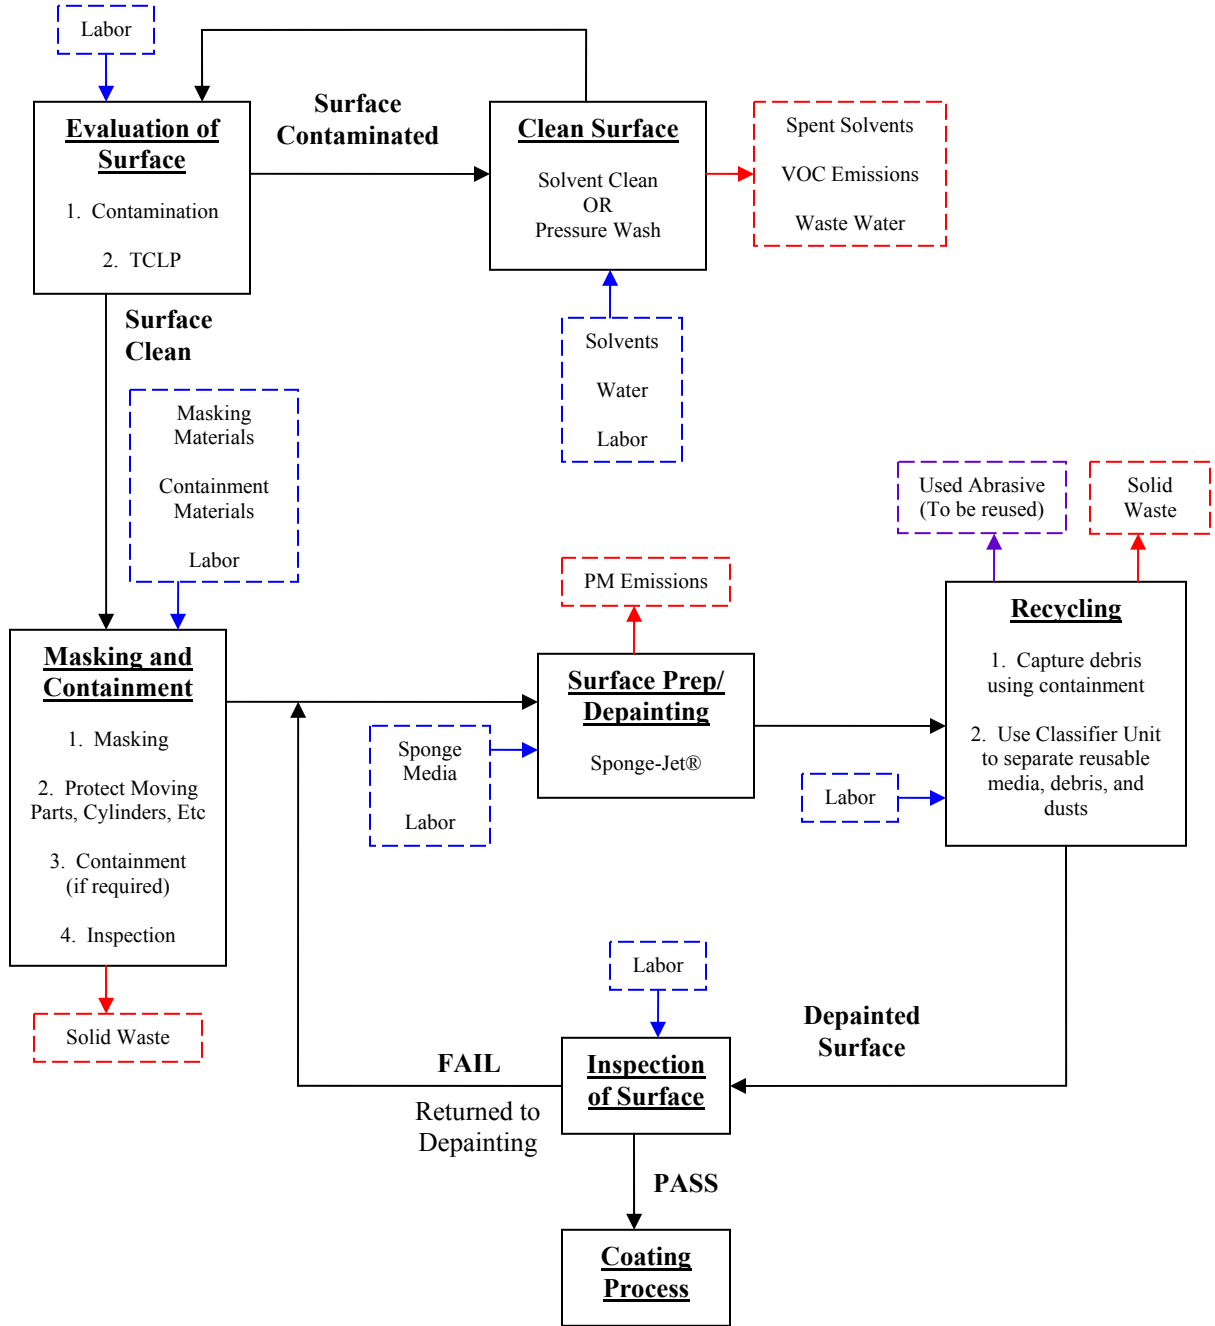 Labor
Evaluation of
Surface
1. Contamination
2. TCLP
Surface
Contaminated
Clean Surface
Solvent Clean
OR
Pressure Wash
Spent Solvents
VOC Emissions
Waste Water
Surface
Clean
Solvents
Water
Labor
Masking
Materials
Containment
Materials
Labor
Used Abrasive
(To be reused)
Solid
Waste
PM Emissions
Masking and
Containment
1. Masking
2. Protect Moving
Parts, Cylinders, Etc
3. Containment
(if required)
4. Inspection
Solid Waste
Sponge
Media
Labor
Surface Prep/
Depainting
Sponge-Jet®
Labor
Recycling
1. Capture debris
using containment
2. Use Classifier Unit
to separate reusable
media, debris, and
dusts
Labor
Depainted
Surface
Inspection
of Surface
FAIL
Returned to
Depainting
PASS
Coating
Process